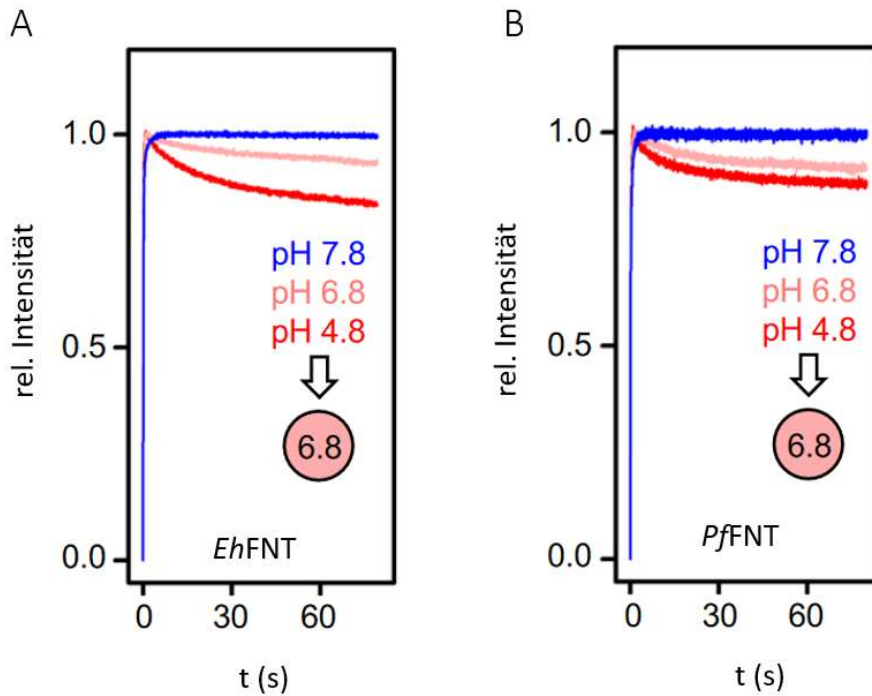 A
rel. Intensität
1.0
0.5
0.0
pH 7.8
pH 6.8
pH 4.8
6.8
EhFNT
0 30 60
t (s)
B
rel. Intensität
1.0
0.5
0.0
pH 7.8
pH 6.8
pH 4.8
6.8
PfFNT
0 30 60
t (s)